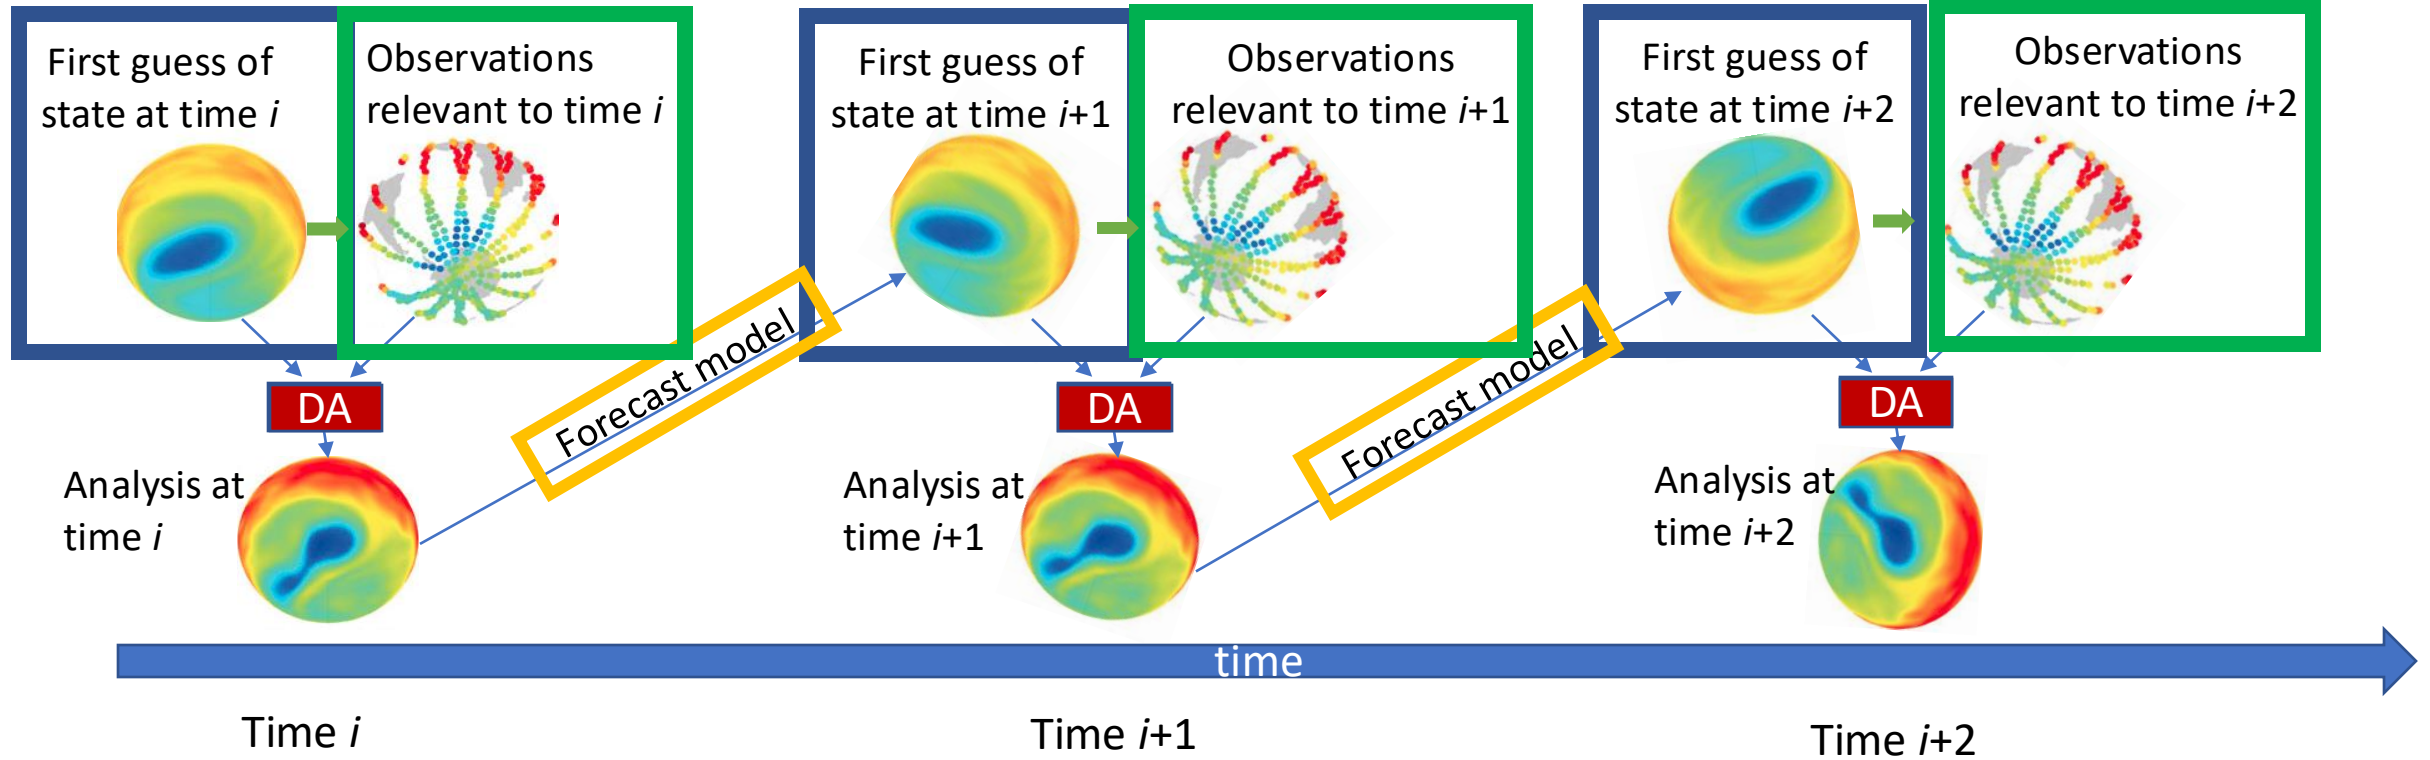 First guess of
state at time i
Observations
relevant to time i
First guess of
state at time i+1
Observations
relevant to time i+1
First guess of
state at time i+2
Observations
relevant to time i+2
Forecast model
Forecast model
DA
DA
DA
Analysis at
time i
Analysis at
time i+1
Analysis at
time i+2
time
Time i
Time i+1
Time i+2